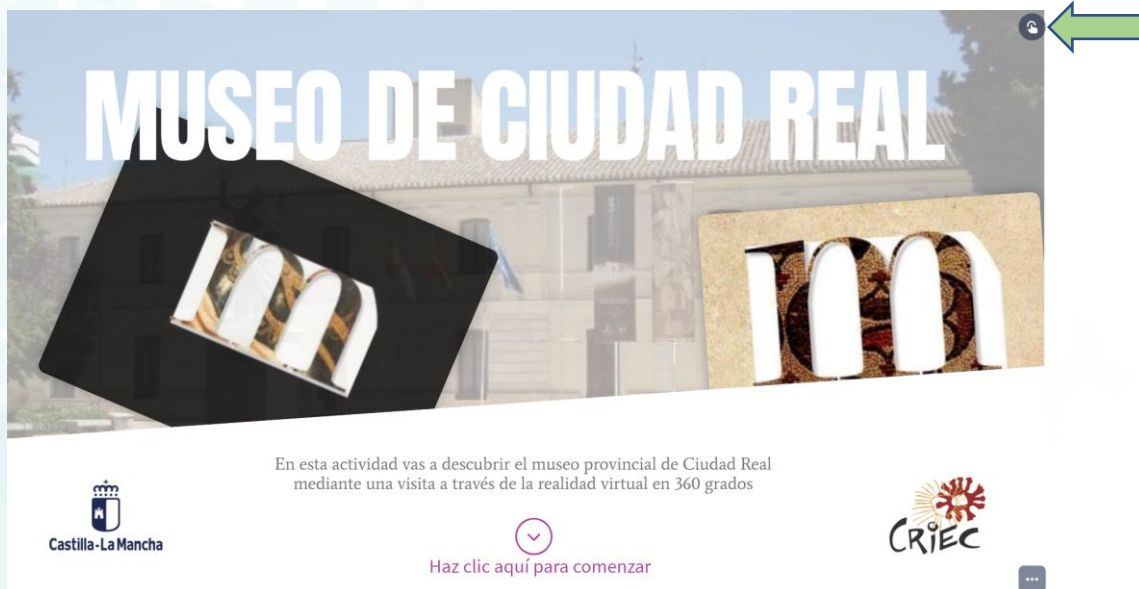 MUSEO DE CIUDAD REAL
En esta actividad vas a descubrir el museo provincial de Ciudad Real
mediante una visita a través de la realidad virtual en 360 grados
Castilla-La Mancha
CRIEC
Haz clic aquí para comenzar